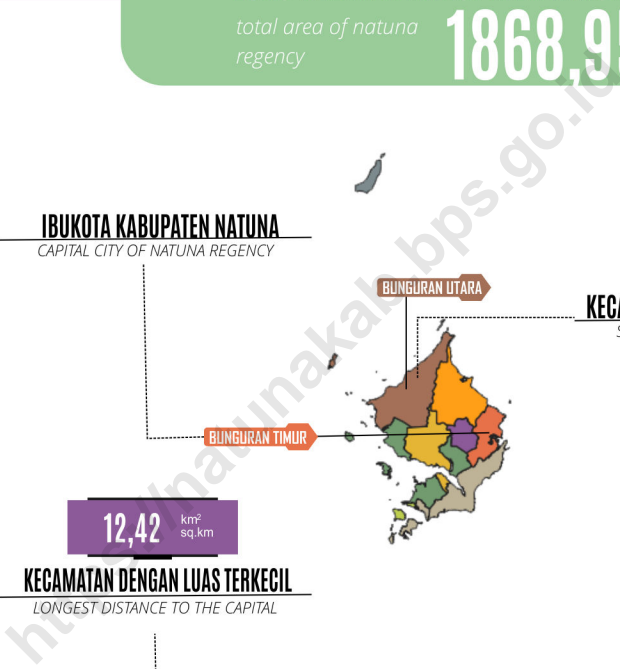 total area of natuna
regency
1868,9
IBUKOTA KABUPATEN NATUNA
CAPITAL CITY OF NATUNA REGENCY
BUNGURAN UTARA
BUNGURAN TIMUR
12,42 km²
sq.km
KECAMATAN DENGAN LUAS TERKECIL
LONGEST DISTANCE TO THE CAPITAL
https://natunakab.bps.go.id